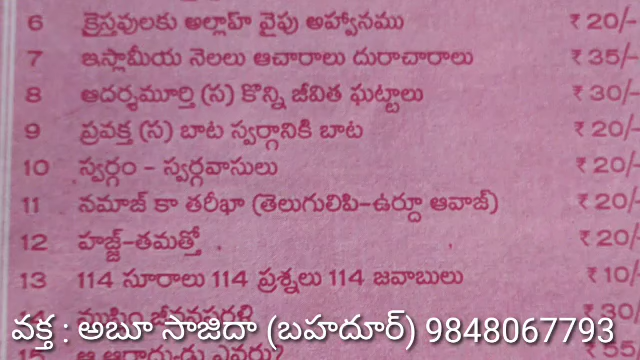 6 క్రైస్తవులకు అల్లాహ్ వైపు అహ్వానము ₹ 20/-
7 ఇస్లామీయ నెలలు ఆచారాలు దురాచారాలు ₹ 35/-
8 ఆదర్శమూర్తి (స) కొన్ని జీవిత ఘట్టాలు ₹ 30/-
9 ప్రవక్త (స) బాట స్వర్గానికి బాట ₹ 20/-
10 స్వర్గం - స్వర్గవాసులు ₹ 20/-
11 నమాజ్ కా తరీఖా (తెలుగులిపి-ఉర్దూ ఆవాజ్) ₹ 20/-
12 హజ్జ్-తమత్తో ₹ 20/-
13 114 సూరాలు 114 ప్రశ్నలు 114 జవాబులు ₹ 10/-
ముస్లిం ₹30/
వక్త : అబూ సాజిదా (బహదూర్) 9848067793